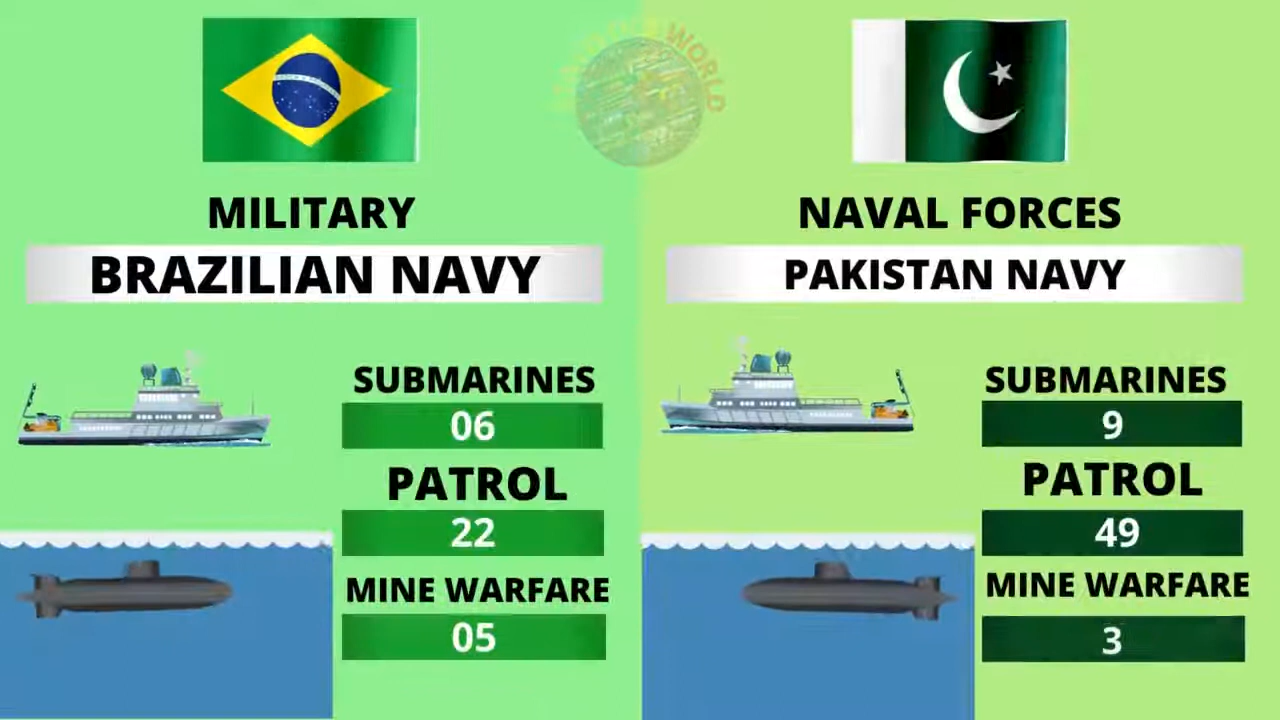 WORLD
MILITARY
BRAZILIAN NAVY
SUBMARINES
06
PATROL
22
MINE WARFARE
05
NAVAL FORCES
PAKISTAN NAVY
SUBMARINES
9
PATROL
49
MINE WARFARE
3